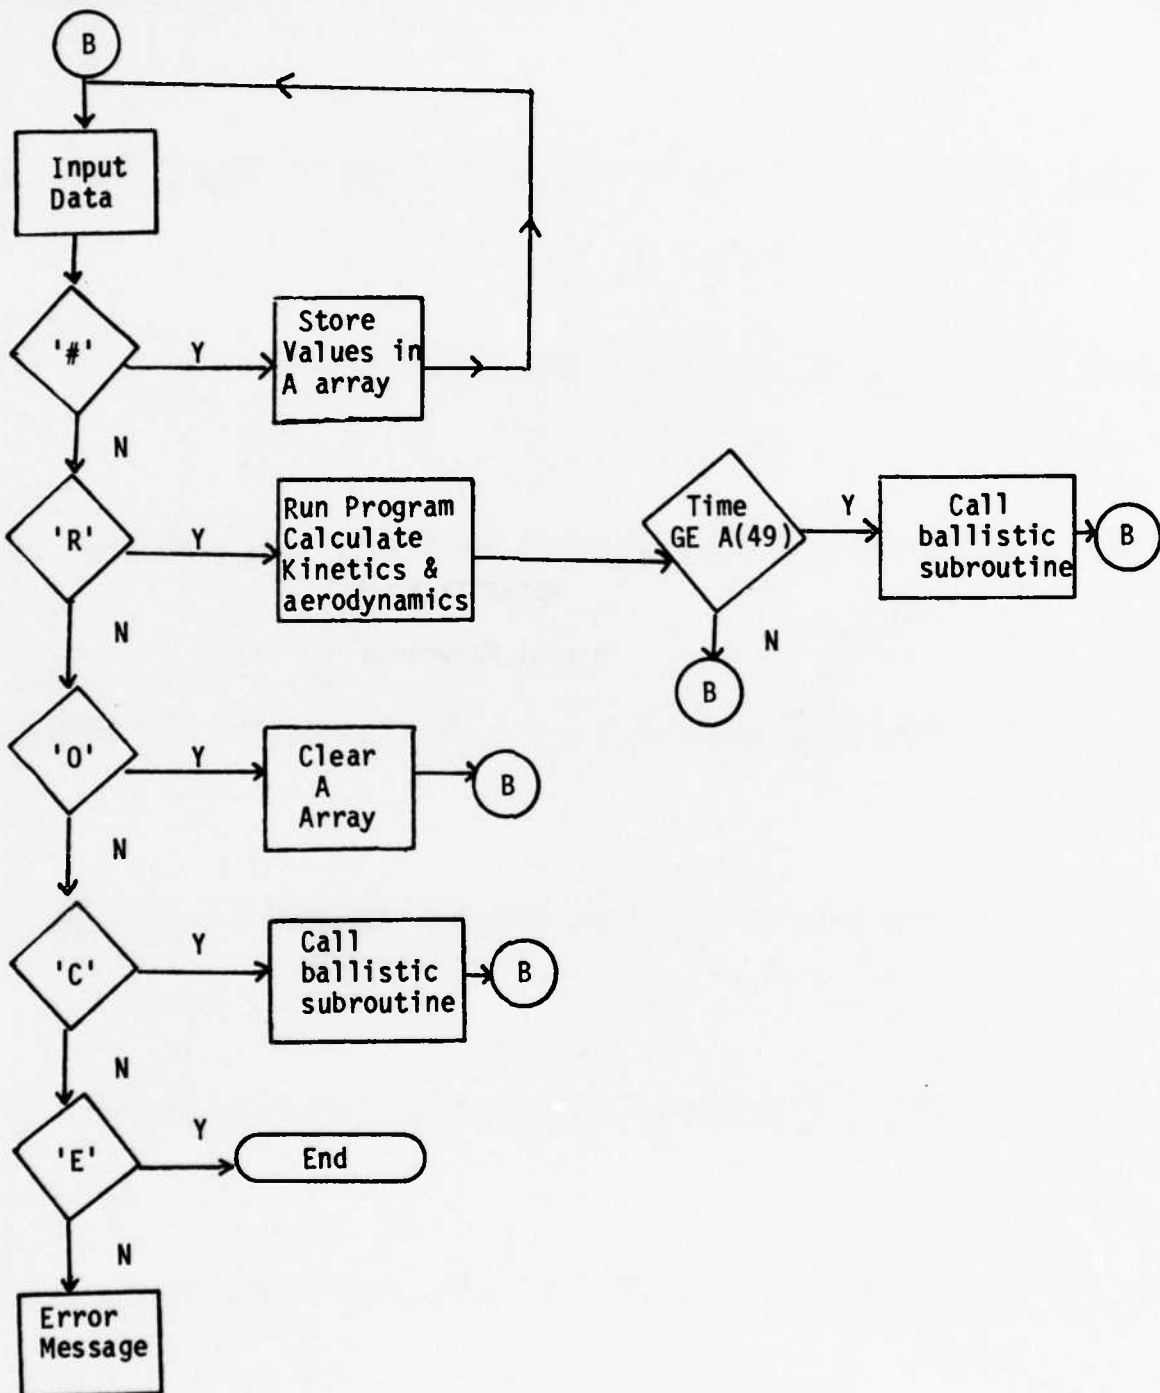 B
Input
Data
'#'
Y
Store
Values in
A array
N
'R'
Y
Run Program
Calculate
Kinetics &
aerodynamics
Time
GE A(49)
Y
Call
ballistic
subroutine
B
N
B
N
'O'
Y
Clear
A
Array
B
N
'C'
Y
Call
ballistic
subroutine
B
N
'E'
Y
End
N
Error
Message